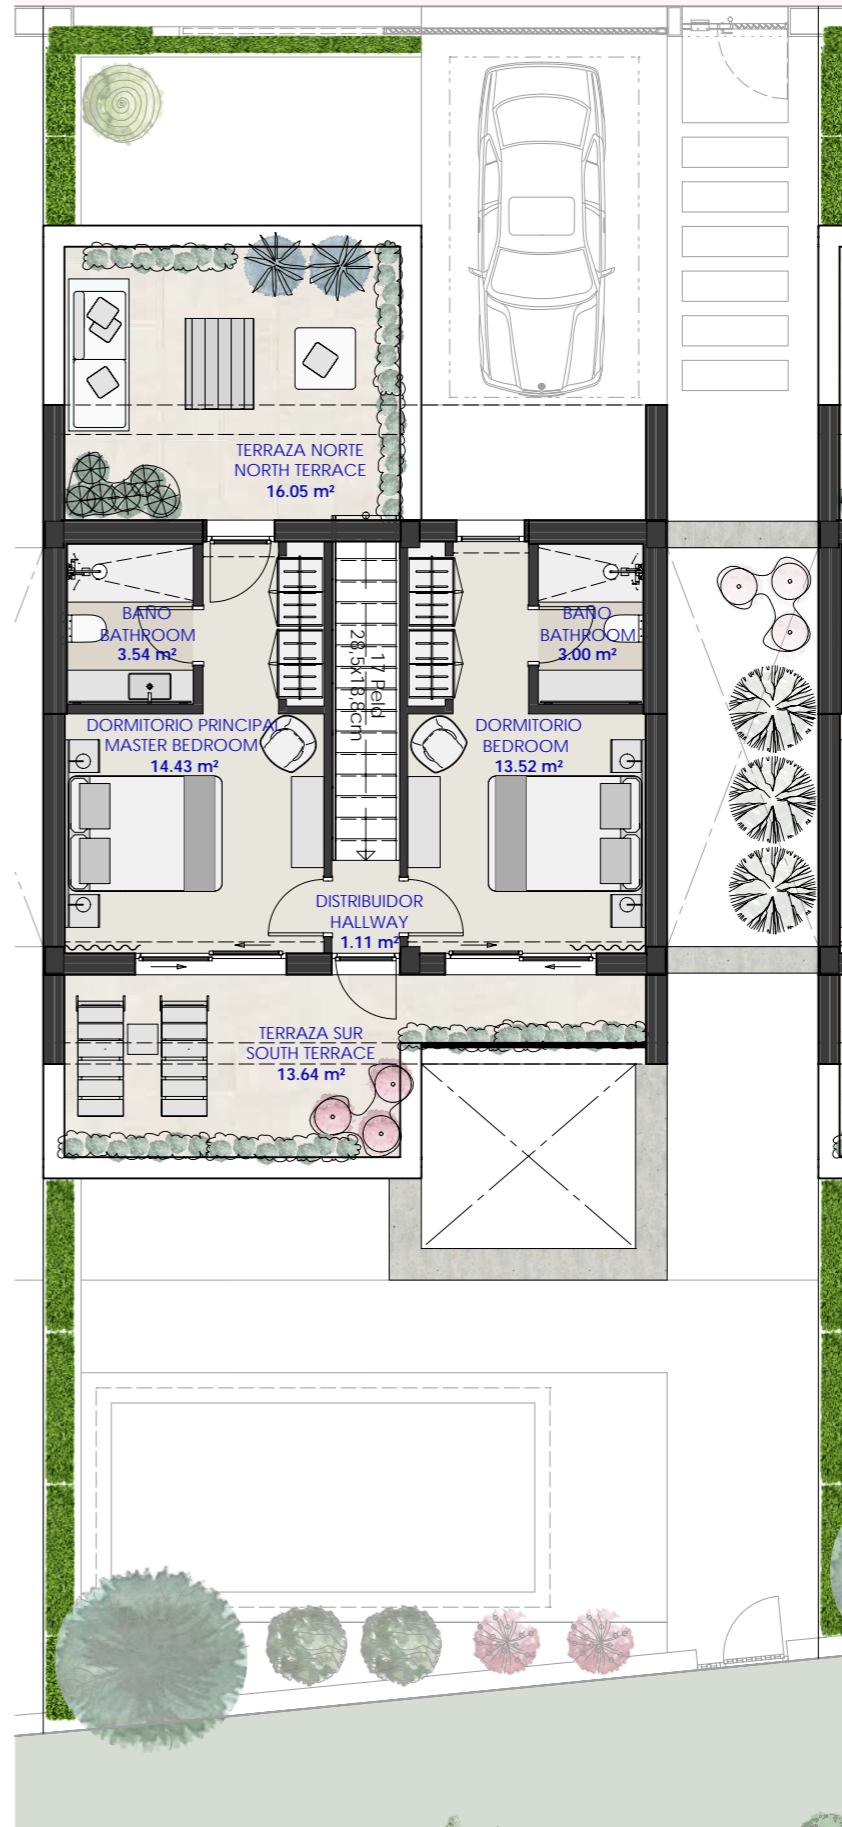 TERRAZA NORTE
NORTH TERRACE
16.05 m²
BAÑO
BATHROOM
3.54 m²
17 Peld
28,5x18,8cm
BAÑO
BATHROOM
3.00 m²
DORMITORIO PRINCIPAL
MASTER BEDROOM
14.43 m²
DORMITORIO
BEDROOM
13.52 m²
DISTRIBUIDOR
HALLWAY
1.11 m²
TERRAZA SUR
SOUTH TERRACE
13.64 m²